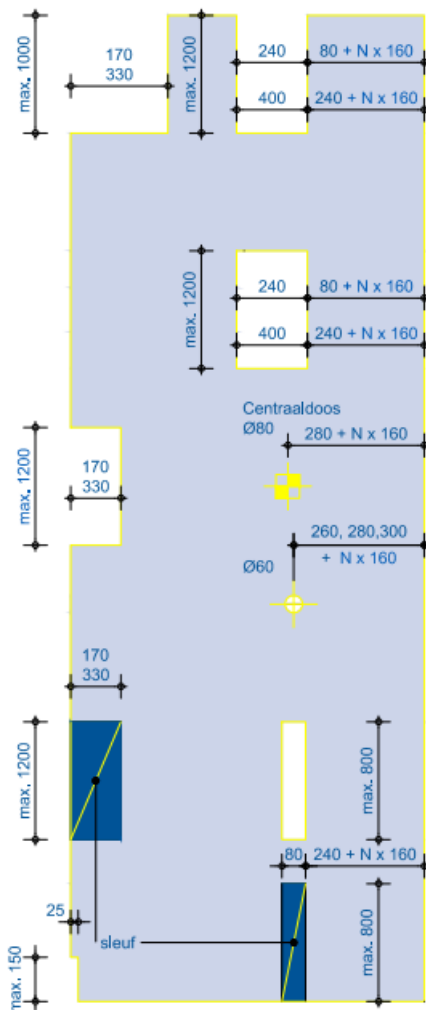 max. 1000
170
330
max. 1200
240
80 + N x 160
400
240 + N x 160
max. 1200
240
80 + N x 160
400
240 + N x 160
Centraaldoos
Ø80
280 + N x 160
max. 1200
170
330
260, 280,300
+ N x 160
Ø60
170
330
max. 1200
max. 800
80
240 + N x 160
25
sleuf
max. 800
max. 150